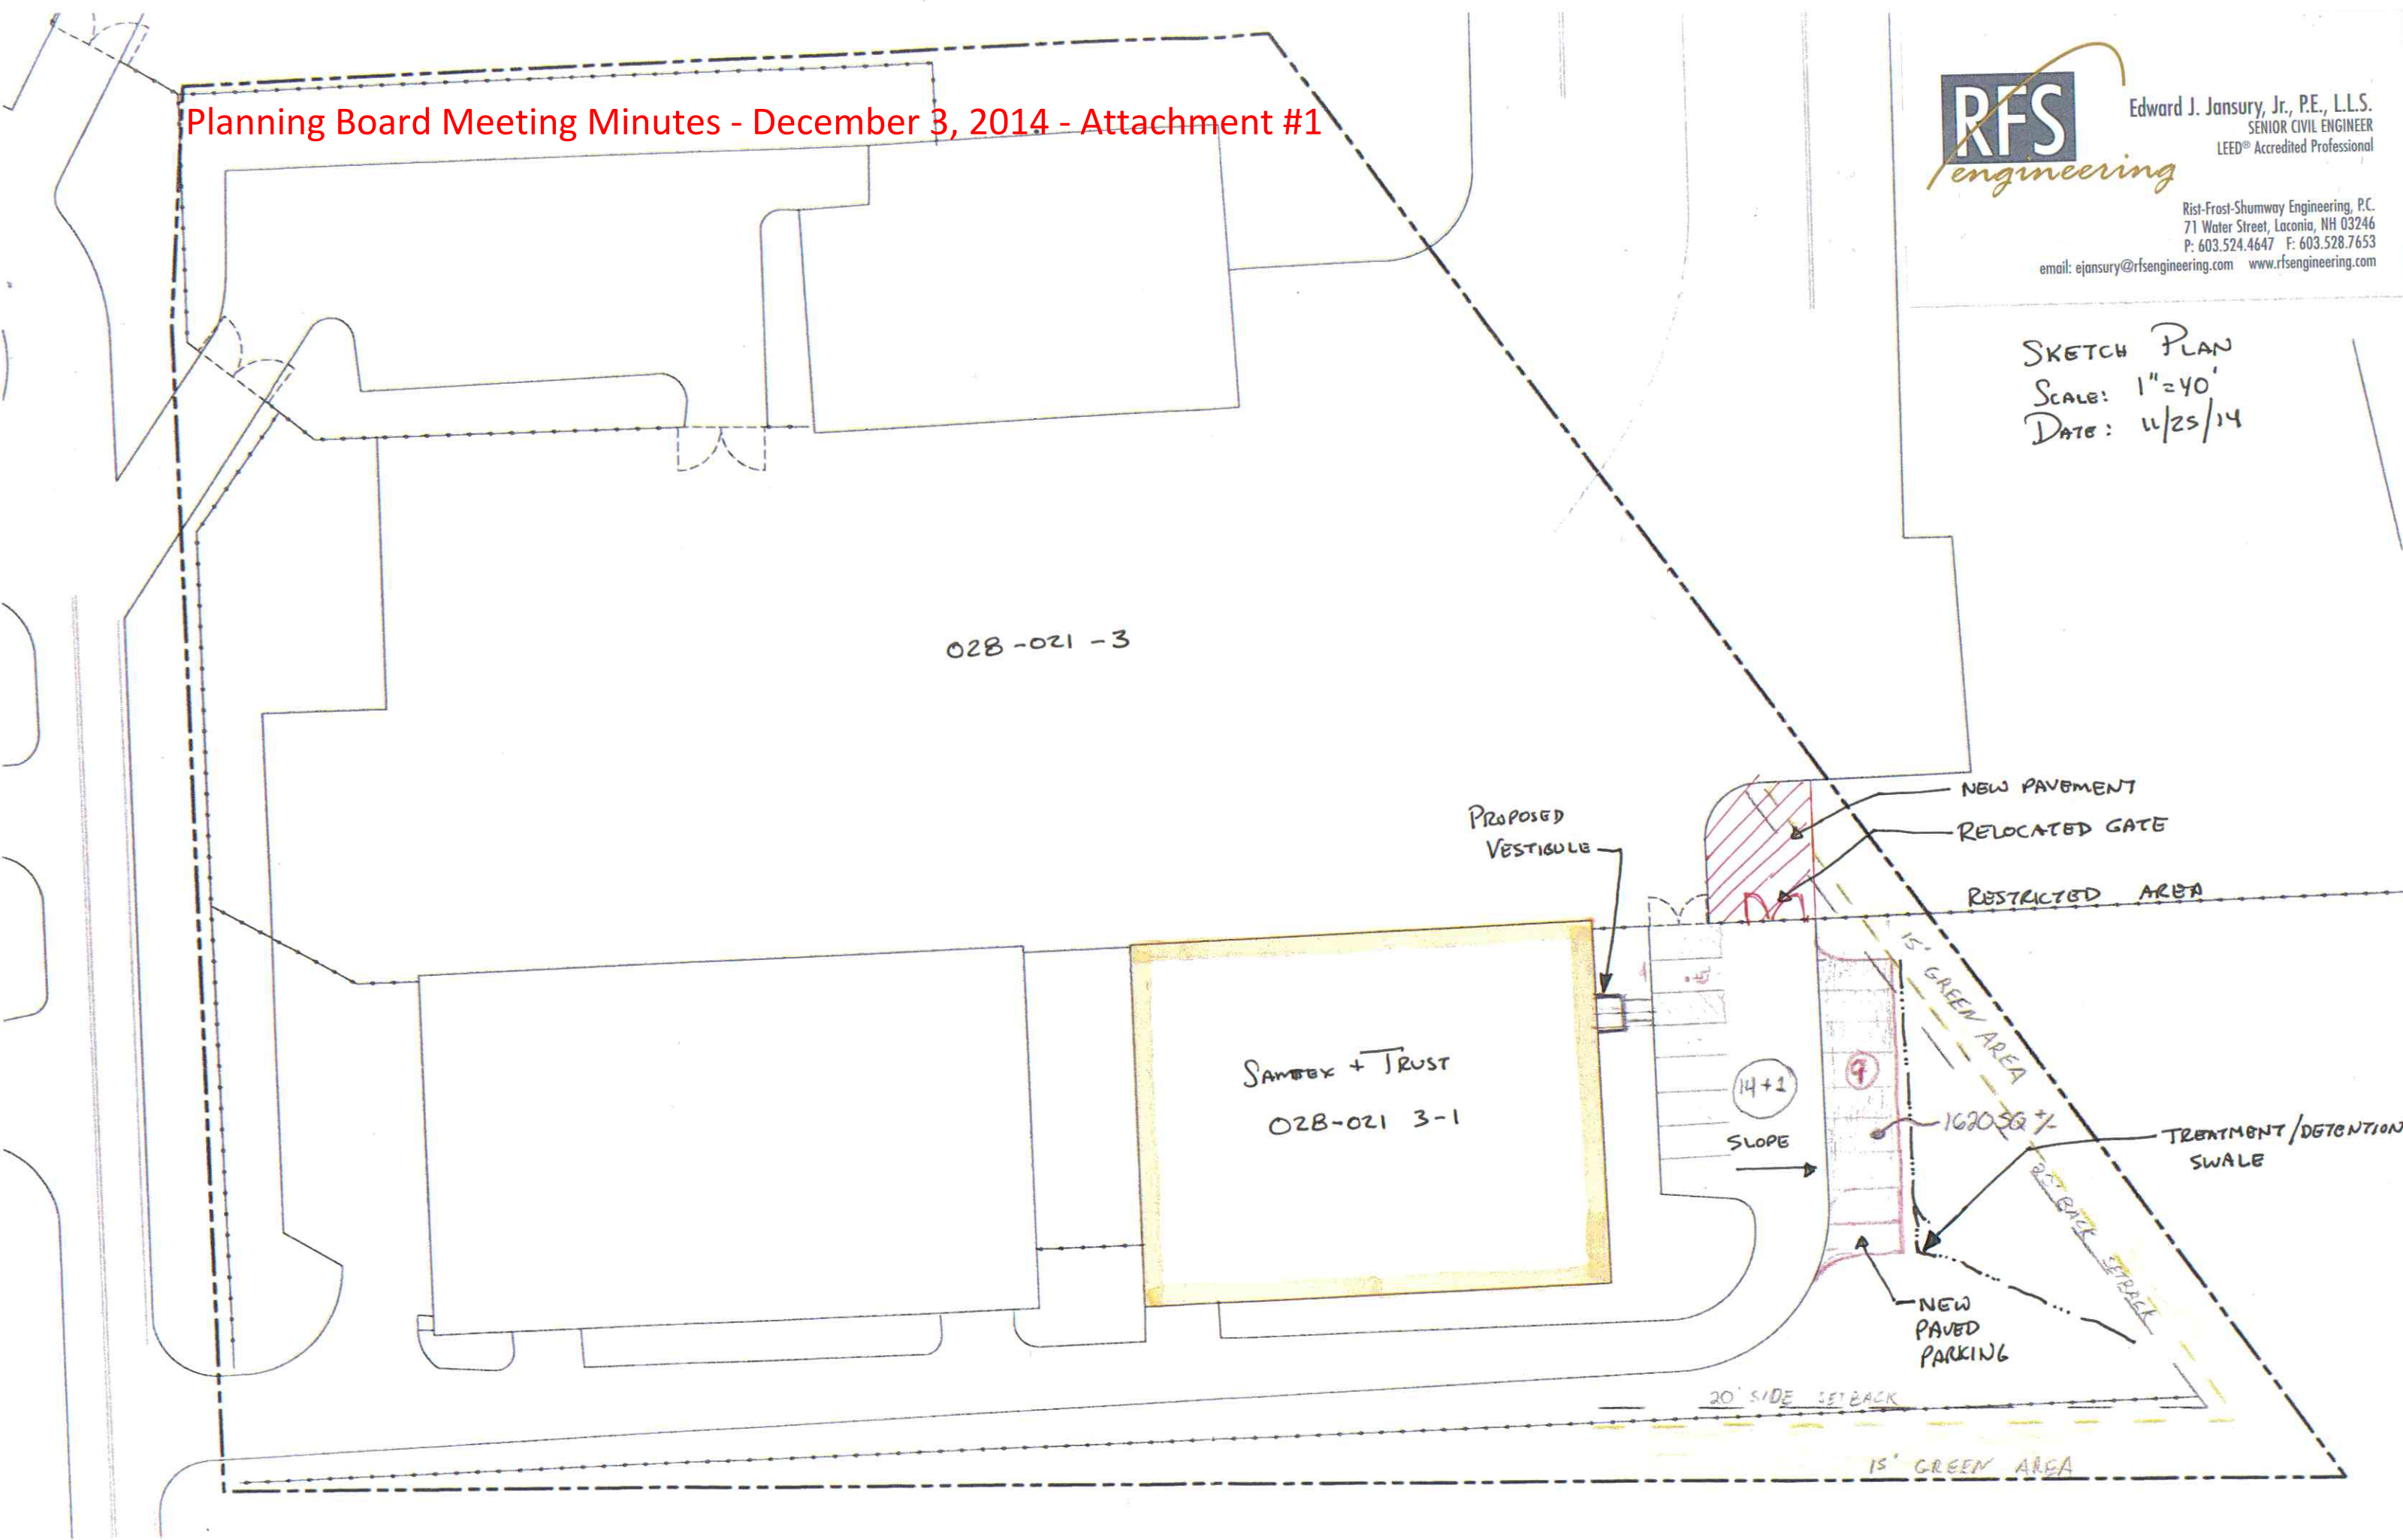 Planning Board Meeting Minutes - December 3, 2014 - Attachment #1
RFS
engineering
Edward J. Jansury, Jr., P.E., L.L.S.
SENIOR CIVIL ENGINEER
LEED® Accredited Professional
Rist-Frost-Shumway Engineering, P.C.
71 Water Street, Laconia, NH 03246
P: 603.524.4647 F: 603.528.7653
email: ejansury@rfsengineering.com www.rfsengineering.com
SKETCH PLAN
SCALE: 1"=40'
DATE: 11/25/14
028-021-3
PROPOSED
VESTIBULE
NEW PAVEMENT
RELOCATED GATE
RESTRICTED AREA
15' GREEN AREA
+ TRUST
028-021 3-1
14+1
9
SLOPE
1620SQ +/-
TREATMENT/DETENTION
SWALE
BACK SETBACK
NEW
PAVED
PARKING
20' SIDE SETBACK
15' GREEN AREA